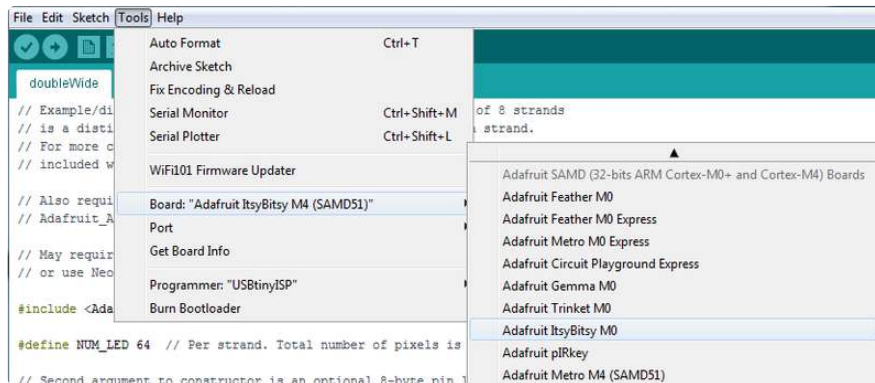 File Edit Sketch Tools Help
Auto Format Ctrl+T
Archive Sketch
Fix Encoding & Reload
Serial Monitor Ctrl+Shift+M
Serial Plotter Ctrl+Shift+L
WiFi101 Firmware Updater
Board: "Adafruit ItsyBitsy M4 (SAMD51)"
Port
Get Board Info
Programmer: "USBtinyISP"
Burn Bootloader
Adafruit SAMD (32-bits ARM Cortex-M0+ and Cortex-M4) Boards
Adafruit Feather M0
Adafruit Feather M0 Express
Adafruit Metro M0 Express
Adafruit Circuit Playground Express
Adafruit Gemma M0
Adafruit Trinket M0
Adafruit ItsyBitsy M0
Adafruit pIRkey
Adafruit Metro M4 (SAMD51)
doubleWide
// Example/di of 8 strands
// is a disti strand.
// For more c
// included w
// Also requi
// Adafruit_A
// May requir
// or use Neo
#include <Ada
#define NUM_LED 64 // Per strand. Total number of pixels is
// Second argument to constructor is an optional 8-byte pin